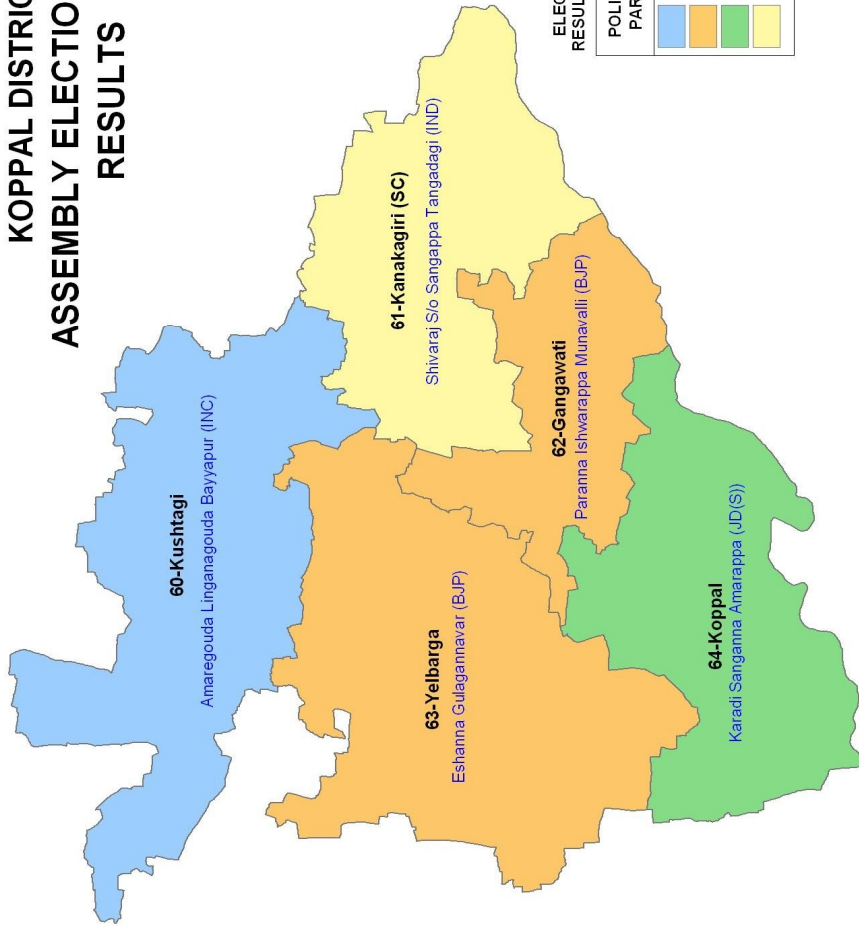 KOPPAL DISTRIC
ASSEMBLY ELECTIO
RESULTS
60-Kushtagi
Amaregouda Linganagouda Bayyapur (INC)
61-Kanakagiri (SC)
Shivaraj S/o Sangappa Tangadagi (IND)
62-Gangawati
Paranna Ishwarappa Munavalli (BJP)
63-Yelbarga
Eshanna Gulagannavar (BJP)
64-Koppal
Karadi Sanganna Amarappa (JD(S))
ELEC
RESUL
POLI
PAR